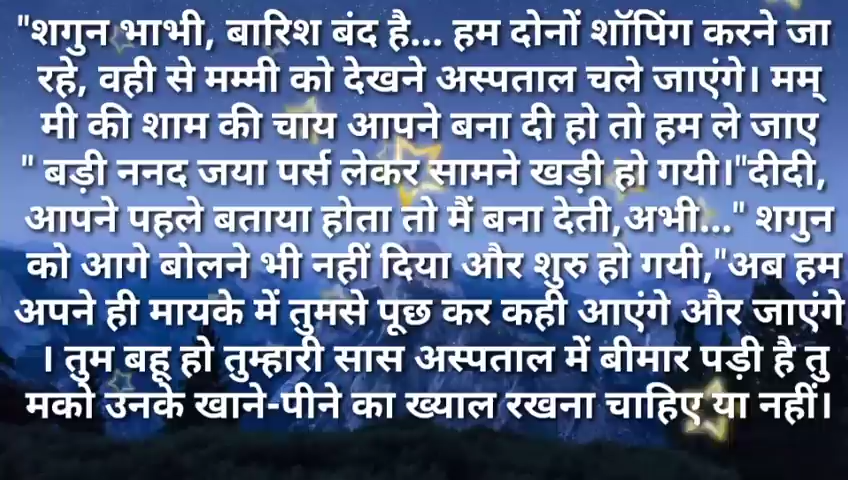 "शगुन भाभी, बारिश बंद है... हम दोनों शॉपिंग करने जा
रहे, वही से मम्मी को देखने अस्पताल चले जाएंगे। मम्
मी की शाम की चाय आपने बना दी हो तो हम ले जाए
" बड़ी ननद जया पर्स लेकर सामने खड़ी हो गयी।"दीदी,
आपने पहले बताया होता तो मैं बना देती,अभी..." शगुन
को आगे बोलने भी नहीं दिया और शुरु हो गयी,"अब हम
अपने ही मायके में तुमसे पूछ कर कही आएंगे और जाएंगे
। तुम बहू हो तुम्हारी सास अस्पताल में बीमार पड़ी है तु
मको उनके खाने-पीने का ख्याल रखना चाहिए या नहीं।